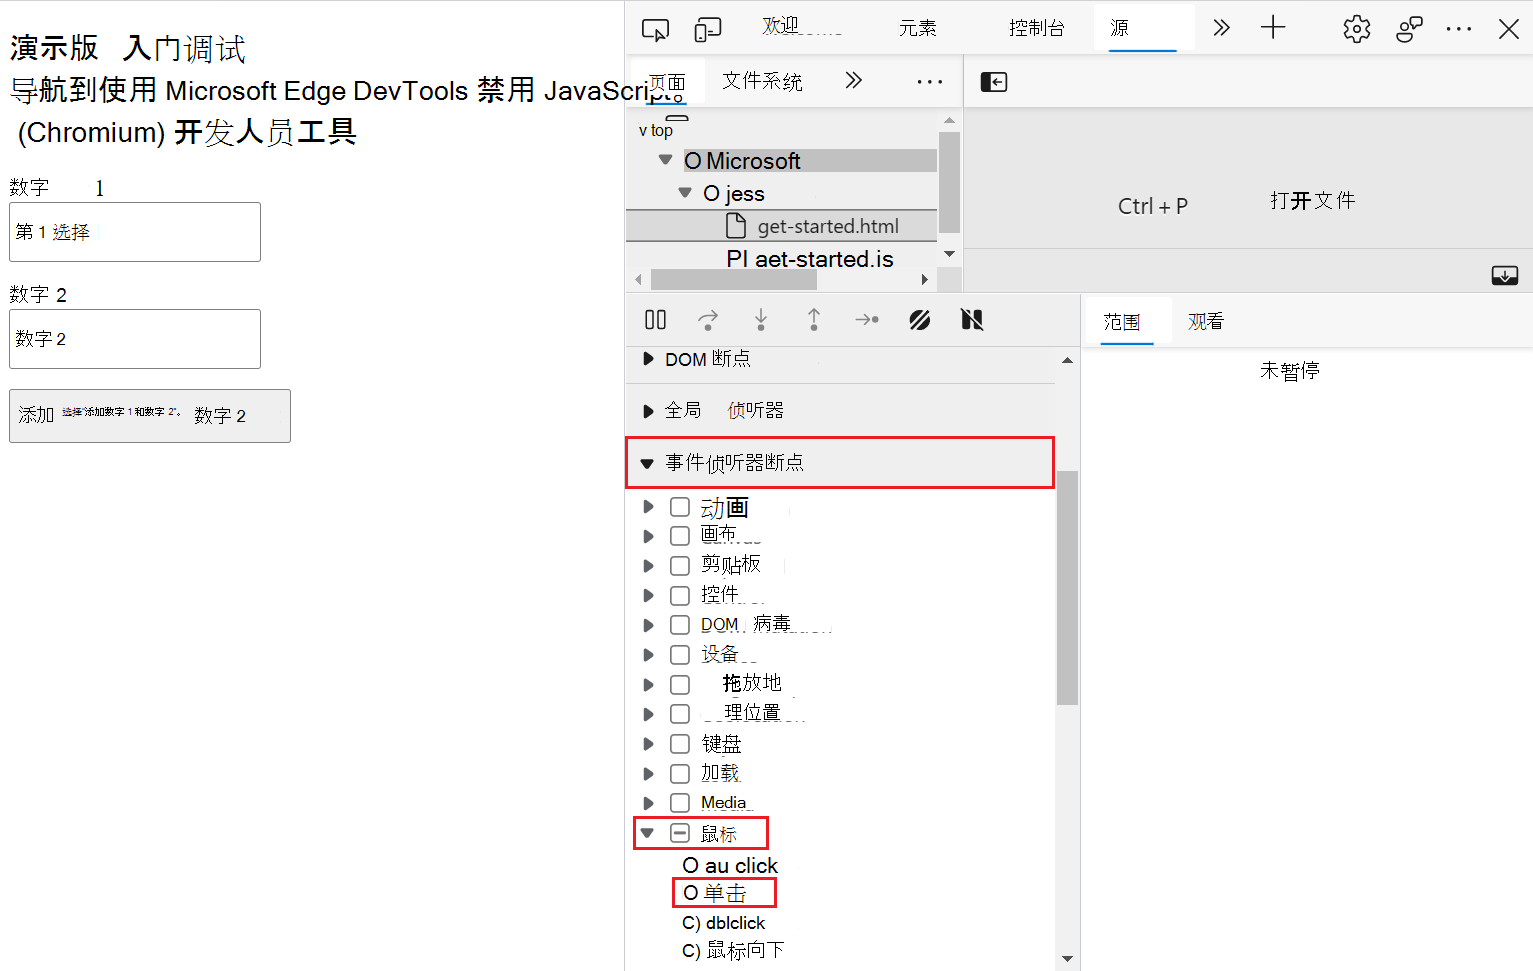 演示版 入门调试
导航到使用 Microsoft Edge DevTools 禁用 JavaScript。
(Chromium) 开发人员工具
数字 1
第 1 选择
数字 2
数字 2
添加 选择“添加数字 1 和数字 2”。 数字 2
欢迎 元素 控制台 源
页面 文件系统
v top
O Microsoft
O jess
get-started.html
PI aet-started.is
Ctrl + P 打开文件
范围 观看
未暂停
DOM 断点
全局 侦听器
事件侦听器断点
动画
画布
剪贴板
控件
DOM 病毒
设备
拖放地
理位置
键盘
加载
Media
鼠标
O au click
O 单击
C) dblclick
C) 鼠标向下